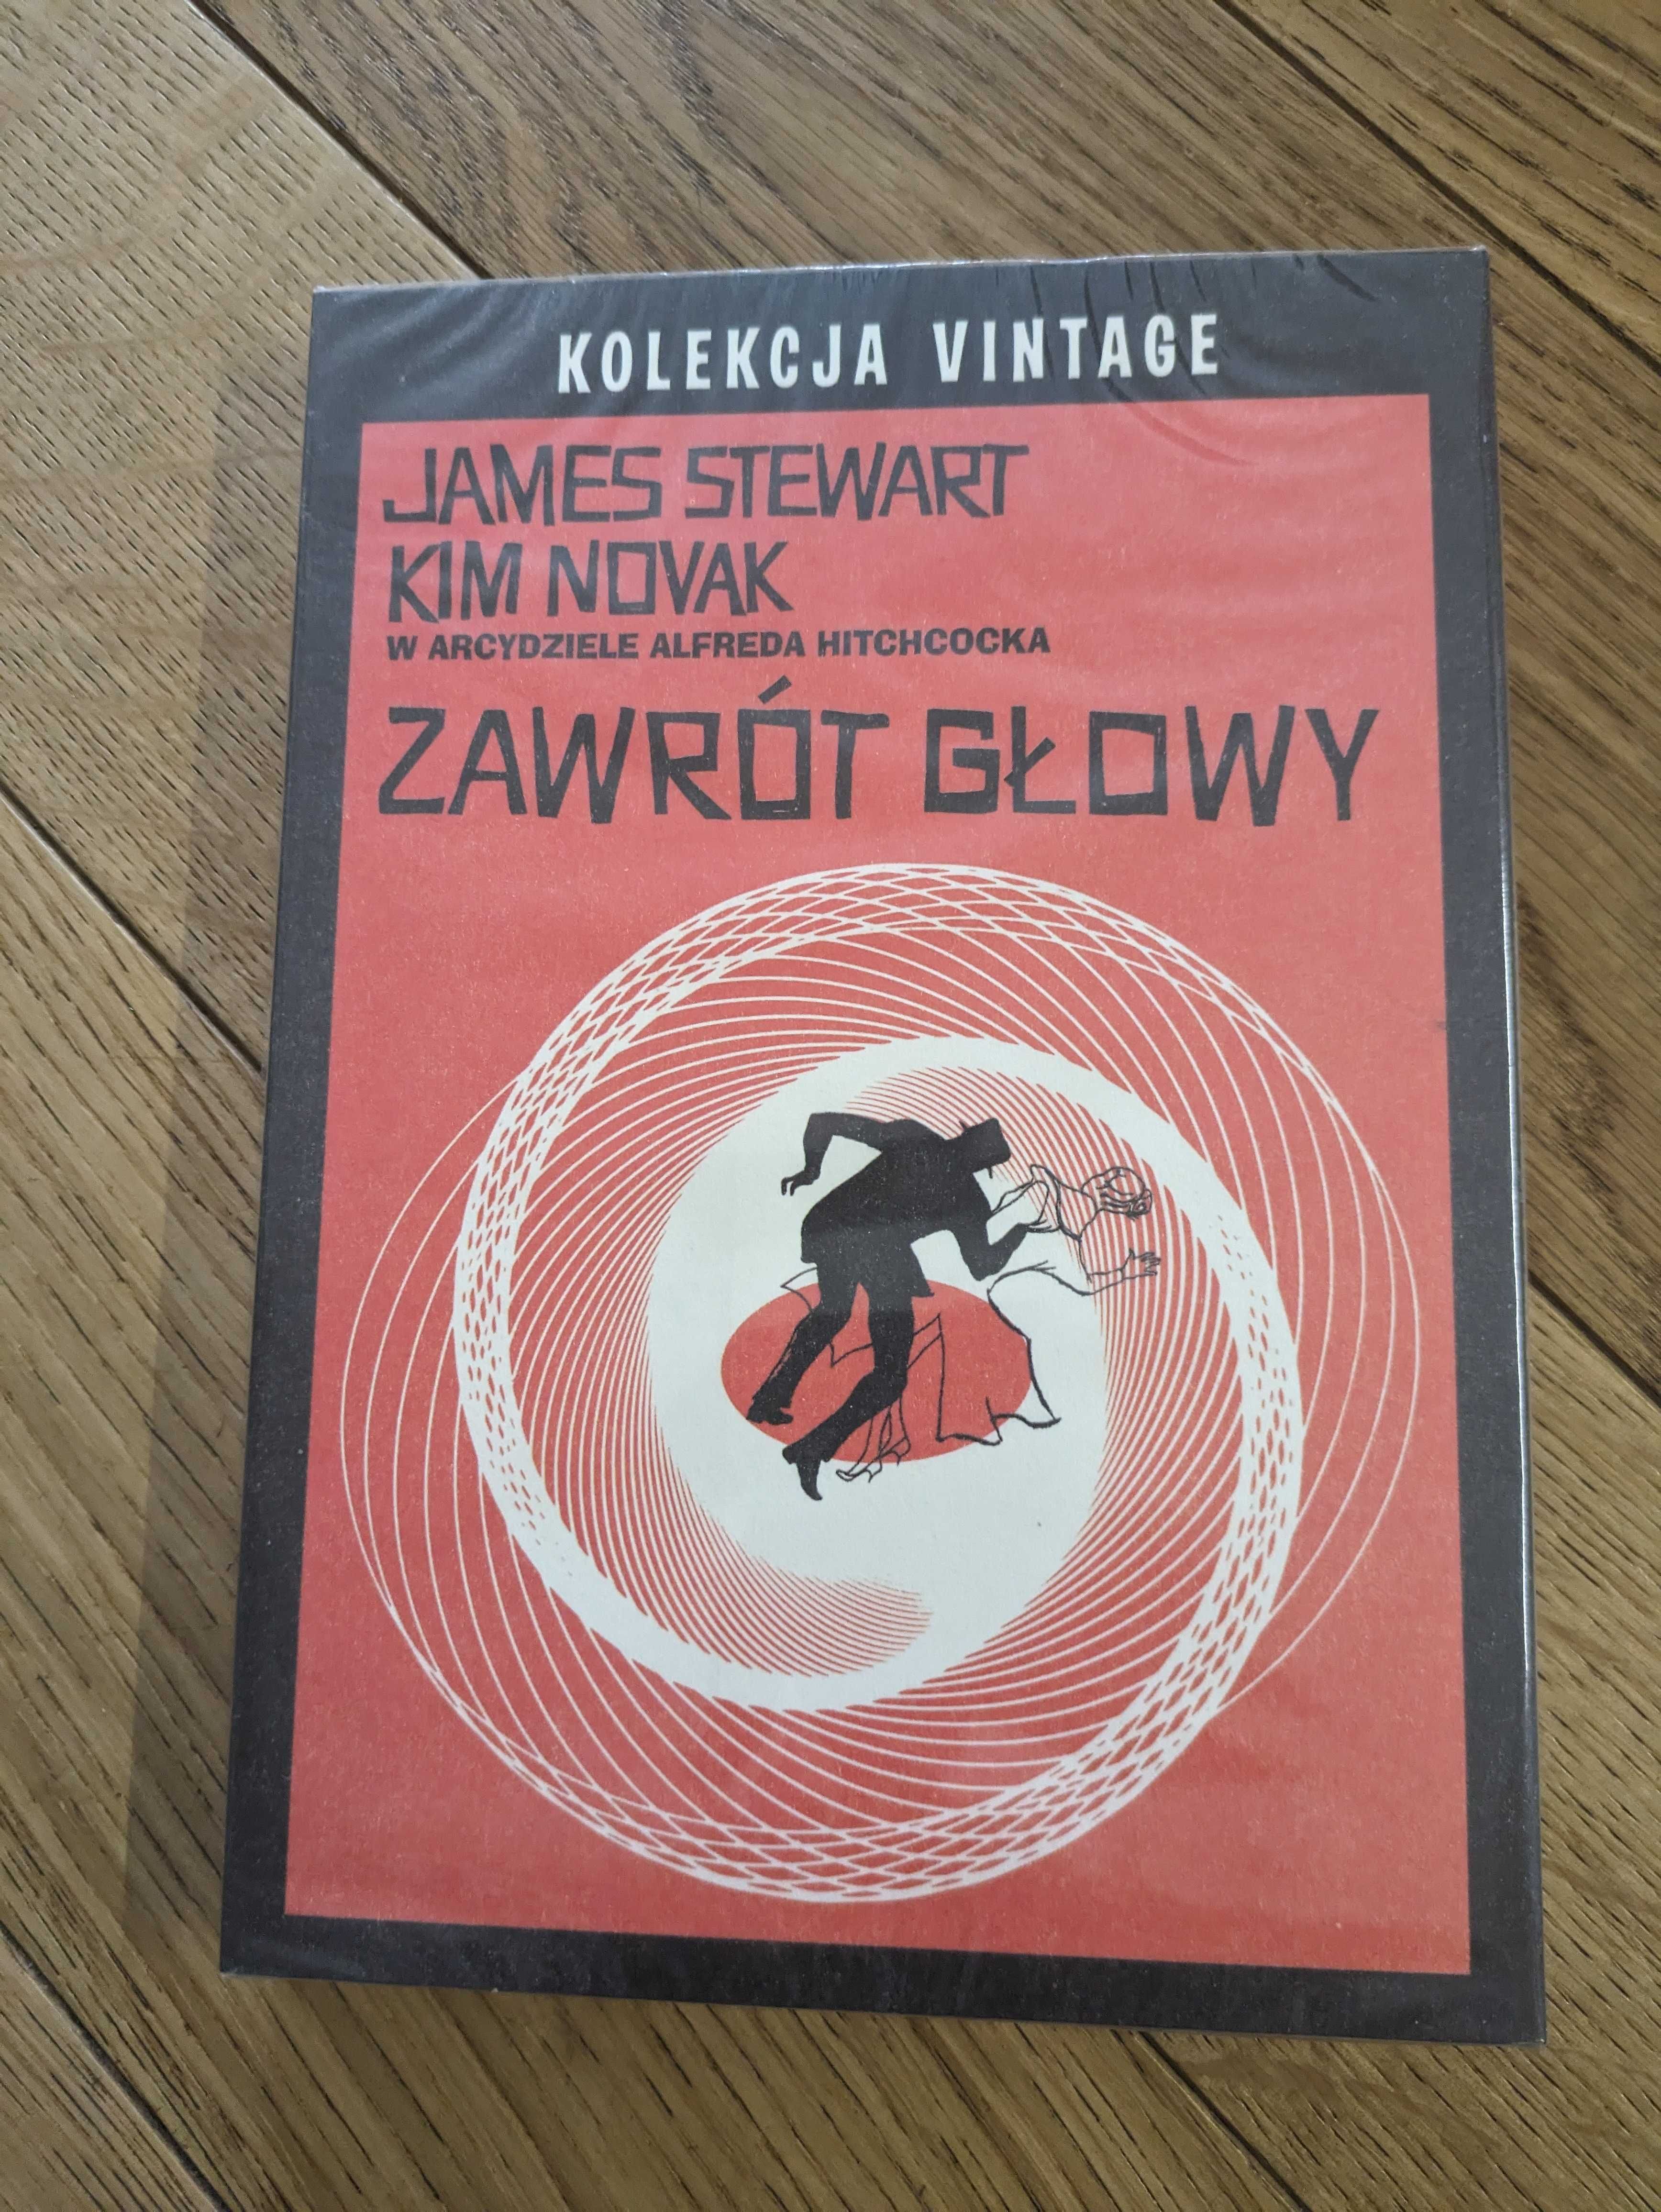 KOLEKCJA VINTAGE
JAMES STEWART
KIM NOVAK
W ARCYDZIELE ALFREDA HITCHCOCKA
ZAWRÓT GŁOWY